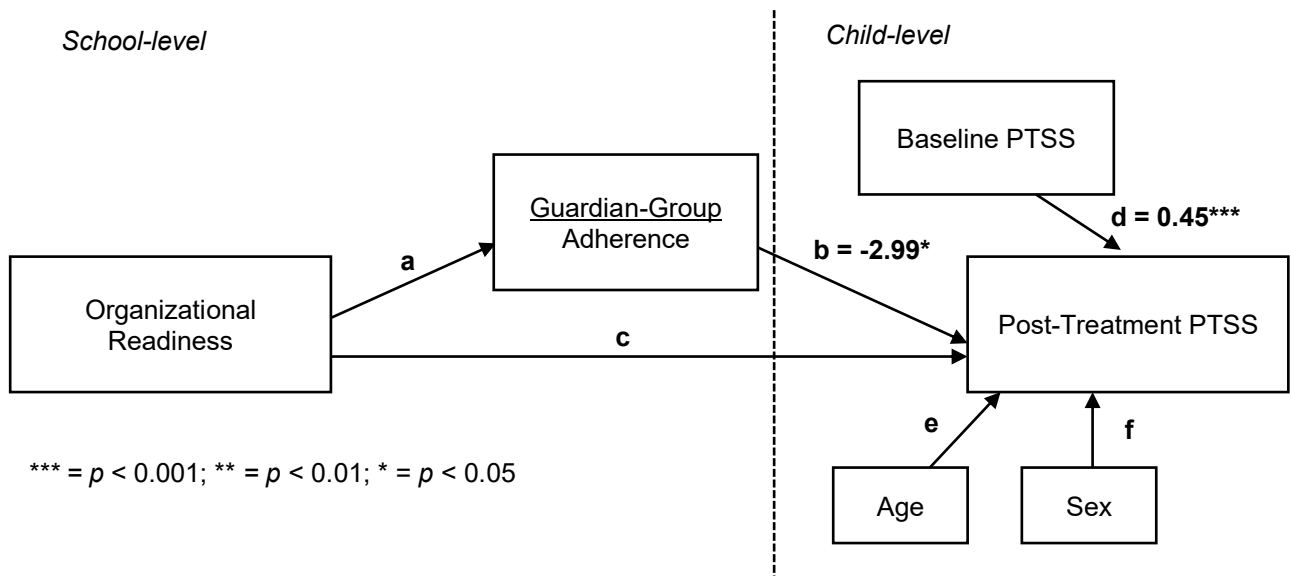 School-level
Child-level
Baseline PTSS
d = 0.45***
Guardian-Group
Adherence
b = -2.99*
a
Organizational
Readiness
Post-Treatment PTSS
c
e
f
*** = p < 0.001; ** = p < 0.01; * = p < 0.05
Age
Sex